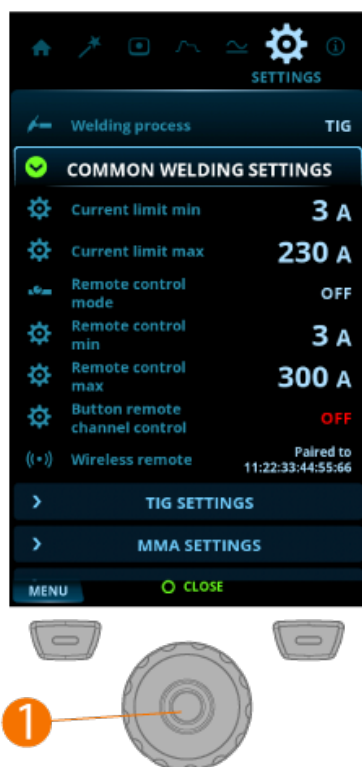 SETTINGS
Welding process TIG
COMMON WELDING SETTINGS
Current limit min 3 A
Current limit max 230 A
Remote control
mode OFF
Remote control
min 3 A
Remote control
max 300 A
Button remote
channel control OFF
Wireless remote Paired to
11:22:33:44:55:66
TIG SETTINGS
MMA SETTINGS
MENU CLOSE
1